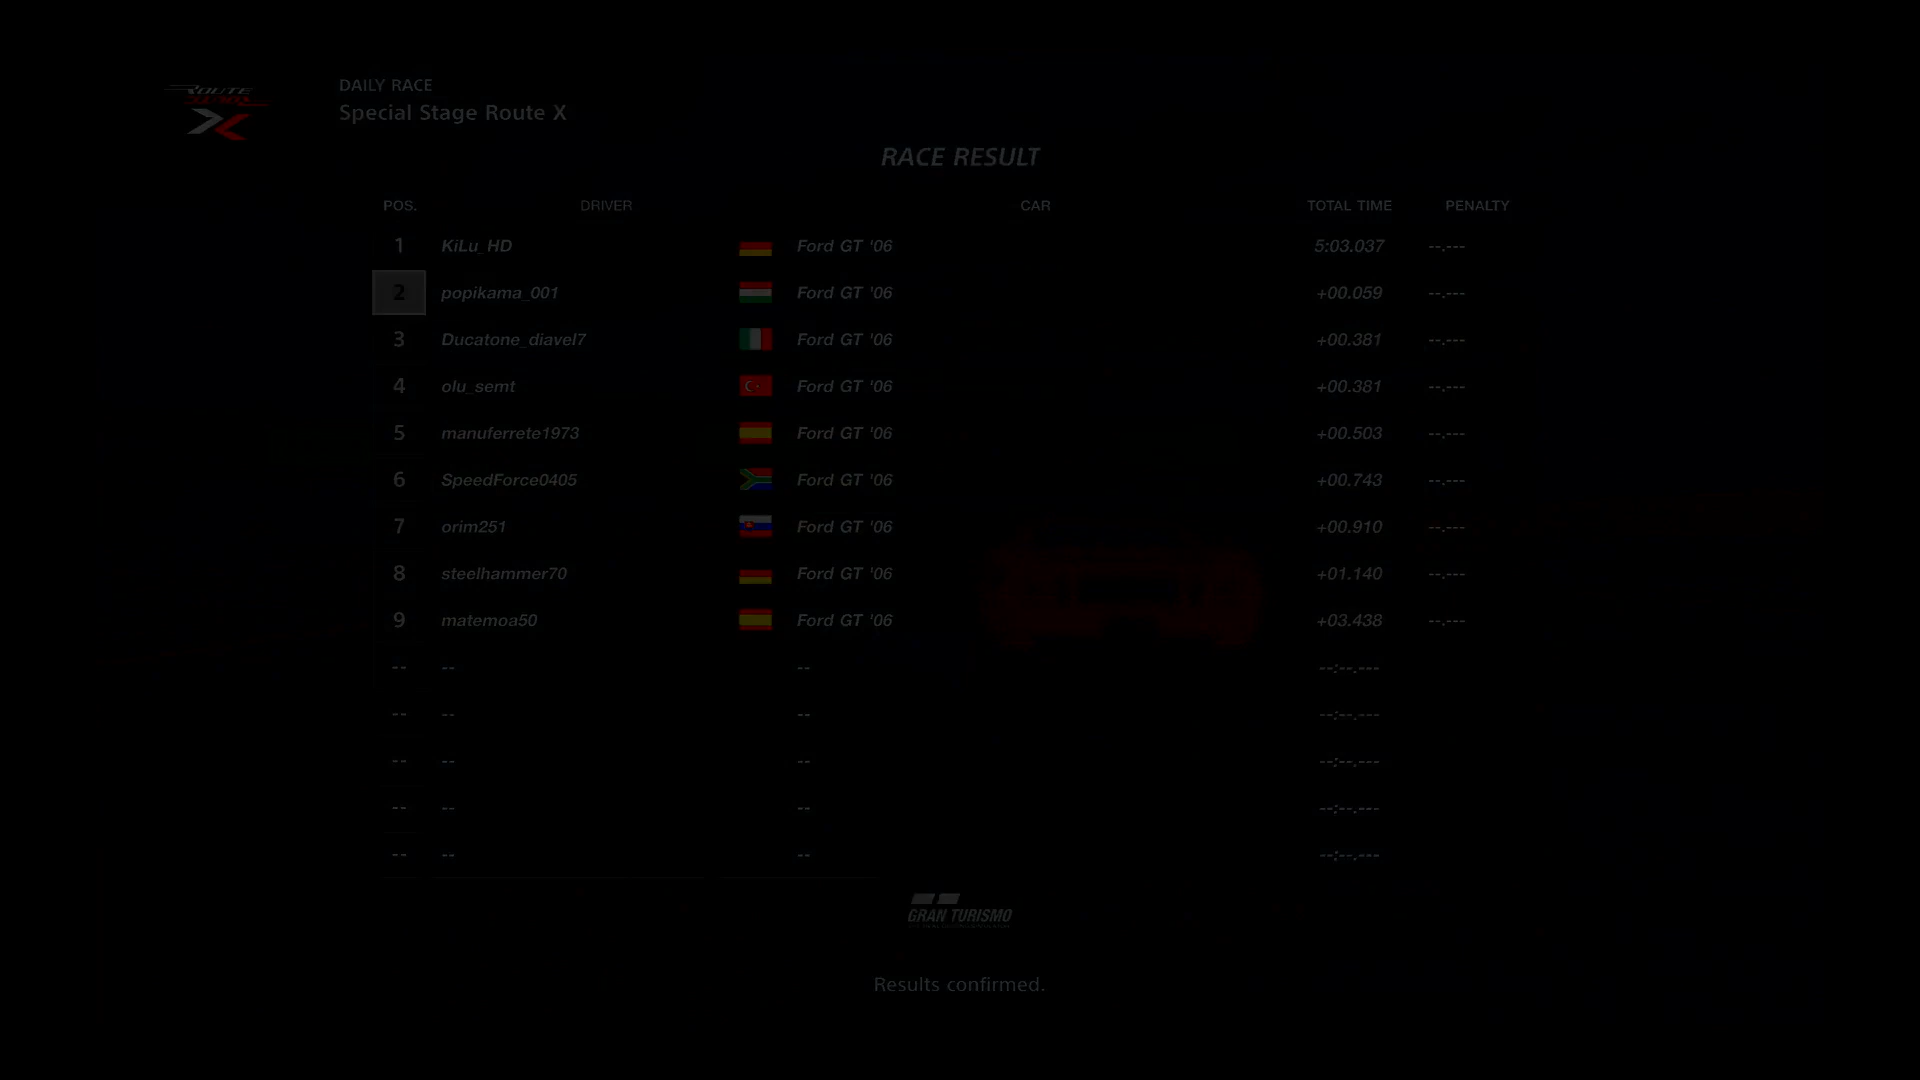 ROUTE
X
DAILY RACE
Special Stage Route X
RACE RESULT
POS. DRIVER CAR TOTAL TIME PENALTY
1 KiLu_HD Ford GT '06 5:03.037 --.---
2 popikama_001 Ford GT '06 +00.059 --.---
3 Ducatone_diavel7 Ford GT '06 +00.381 --.---
4 olu_semt Ford GT '06 +00.381 --.---
5 manuferrete1973 Ford GT '06 +00.503 --.---
6 SpeedForce0405 Ford GT '06 +00.743 --.---
7 orim251 Ford GT '06 +00.910 --.---
8 steelhammer70 Ford GT '06 +01.140 --.---
9 matemoa50 Ford GT '06 +03.438 --.---
-- -- -- --:--.---
-- -- -- --:--.---
-- -- -- --:--.---
-- -- -- --:--.---
-- -- -- --:--.---
GRAN TURISMO
Results confirmed.